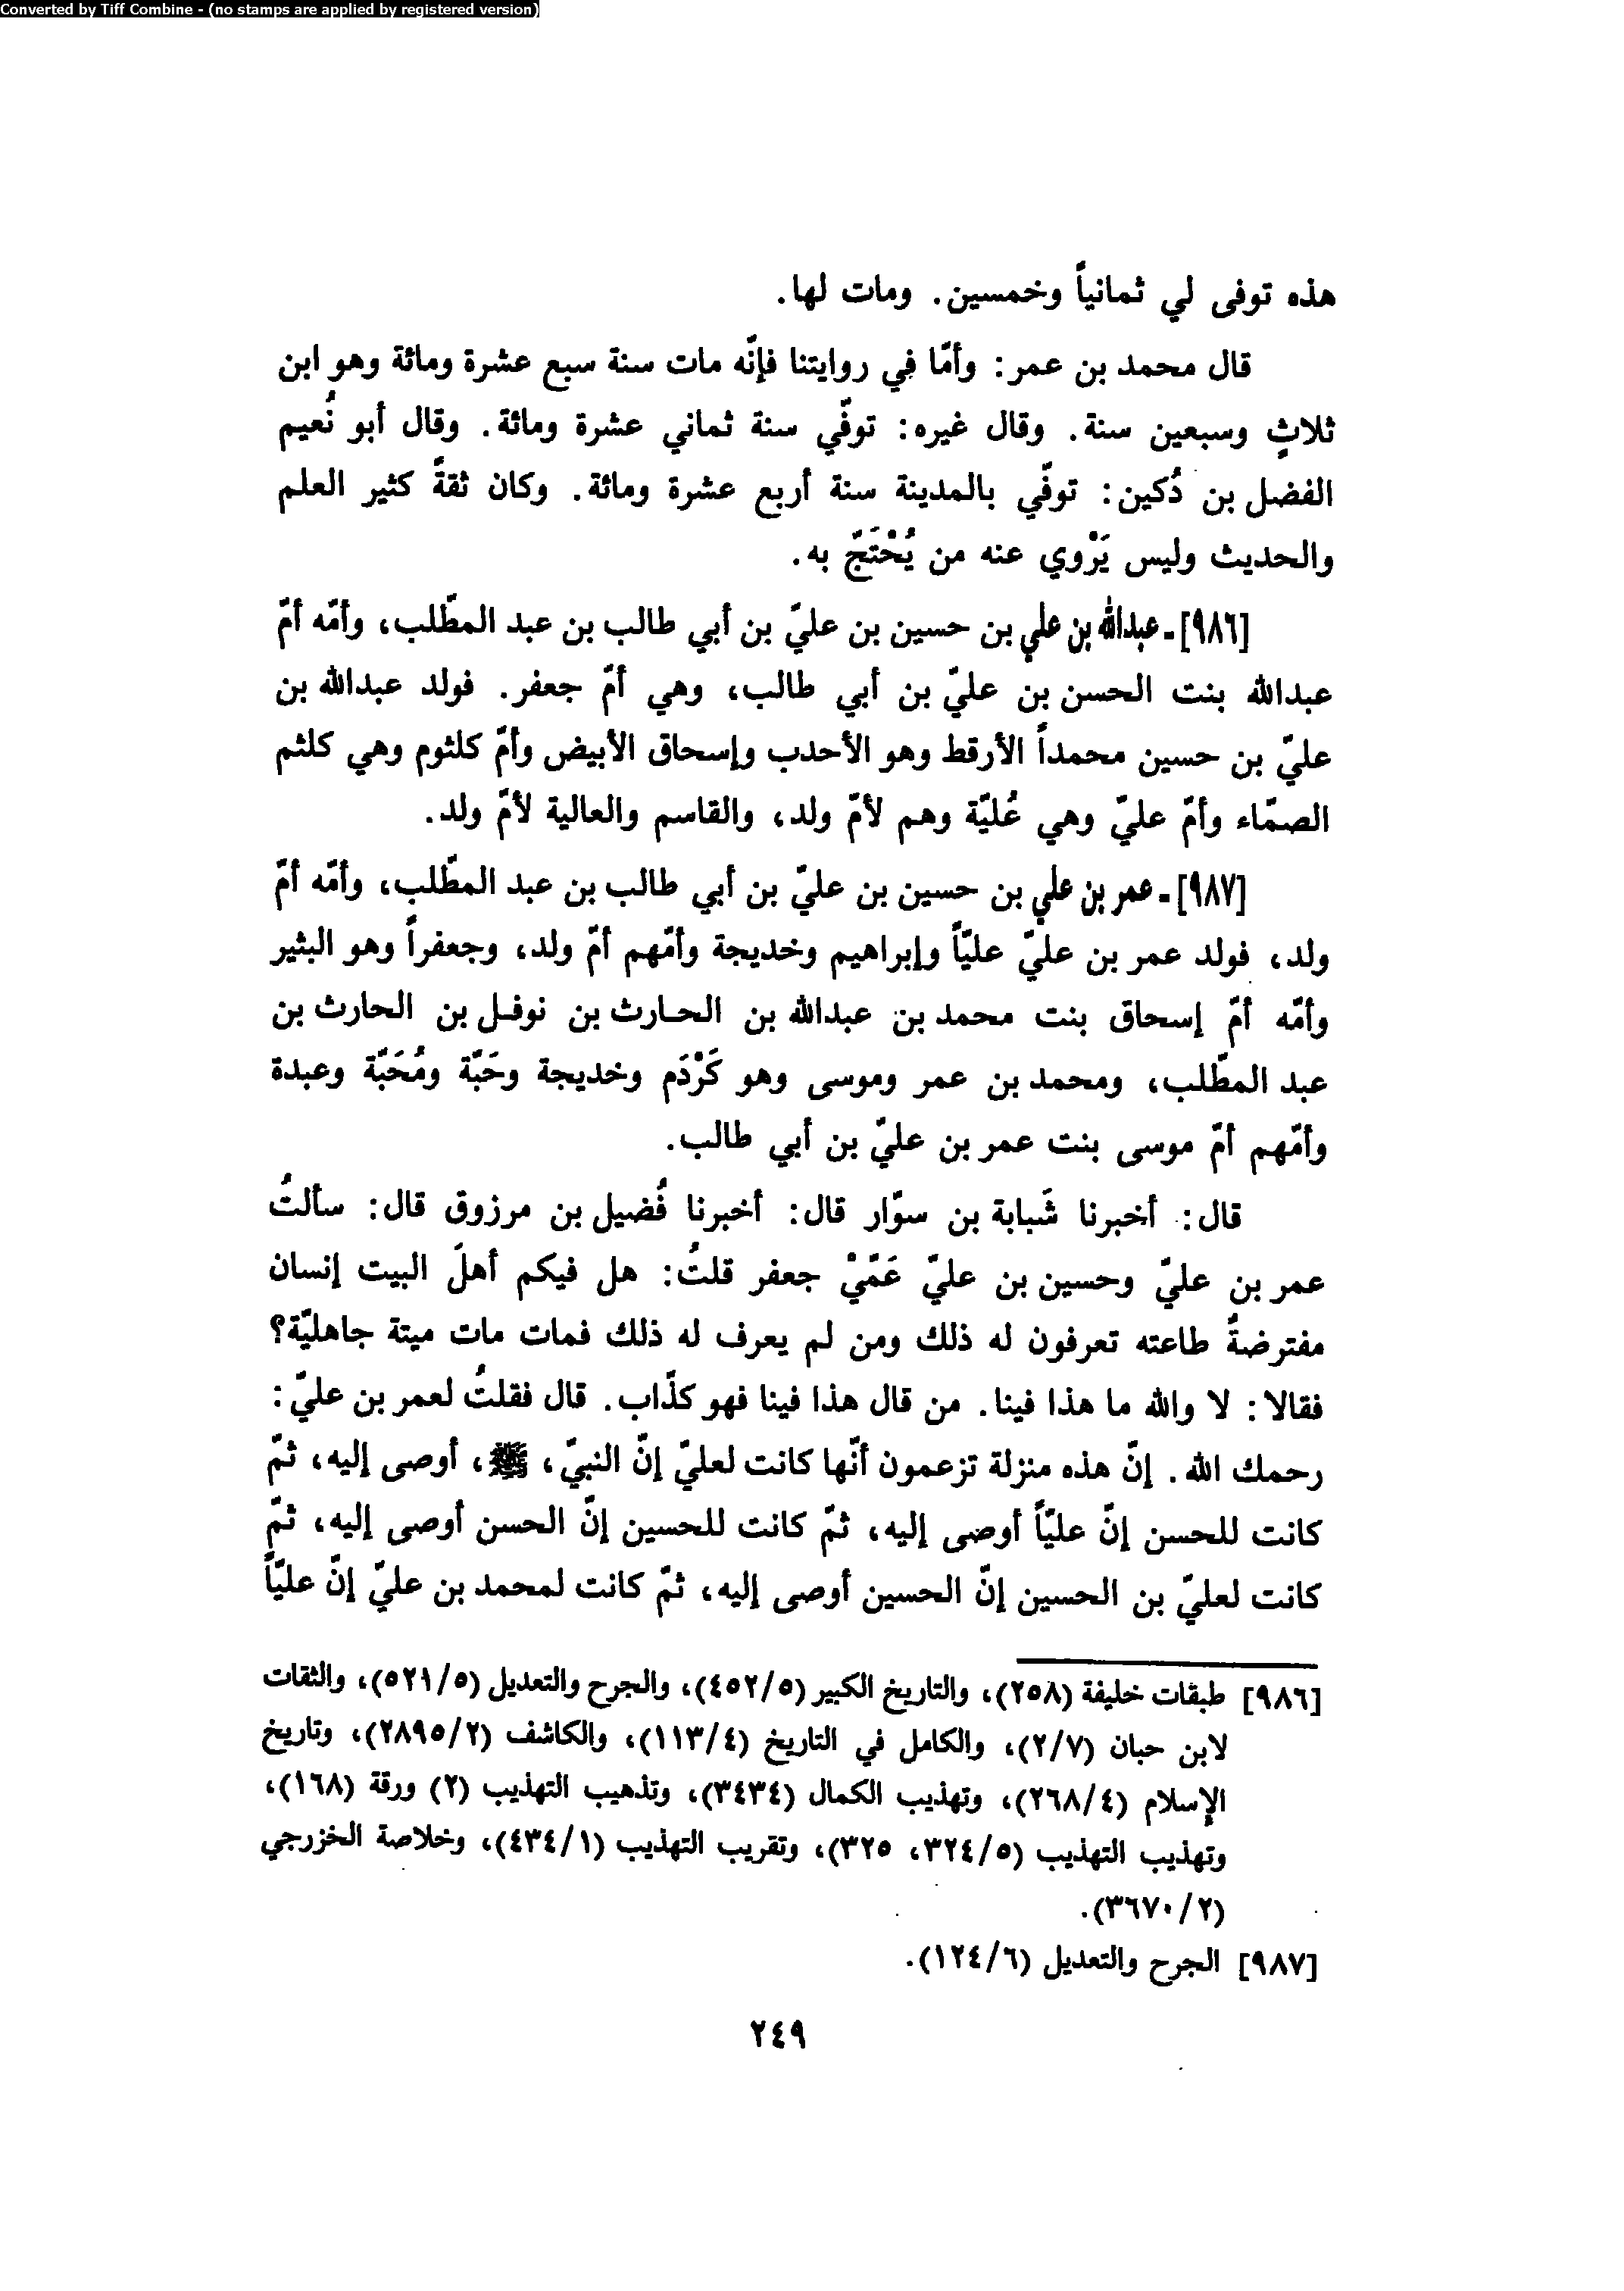 Converted by Tiff Combine - (no stamps are applied by registered version)
هذه توفى لي ثمانياً وخمسين. ومات لها.
قال محمد بن عمر: وأمّا في روايتنا فإنّه مات سنة سبع عشرة ومائة وهو ابن
ثلاثٍ وسبعين سنة. وقال غيره: توفّي سنة ثماني عشرة ومائة. وقال أبو نُعيم
الفضل بن دُكين: توفّي بالمدينة سنة أربع عشرة ومائة. وكان ثقةً كثير العلم
والحديث وليس يَرْوي عنه من يُحْتَجّ به.
[٩٨٦]ـ عبدالله بن علي بن حسين بن عليّ بن أبي طالب بن عبد المطّلب، وأمّه أمّ
عبدالله بنت الحسن بن عليّ بن أبي طالب، وهي أمّ جعفر. فولد عبدالله بن
عليّ بن حسين محمداً الأرقط وهو الأحدب وإسحاق الأبيض وأمّ كلثوم وهي كلثم
الصمّاء وأمّ عليّ وهي عُليّة وهم لأمّ ولد، والقاسم والعالية لأمّ ولد.
[٩٨٧]ـ عمر بن علي بن حسين بن عليّ بن أبي طالب بن عبد المطّلب، وأمّه أمّ
ولد، فولد عمر بن عليّ عليّاً وإبراهيم وخديجة وأمّهم أمّ ولد، وجعفراً وهو البثير
وأمّه أمّ إسحاق بنت محمد بن عبدالله بن الحارث بن نوفل بن الحارث بن
عبد المطّلب، ومحمد بن عمر وموسى وهو كَرْدَم وخديجة وحَبّة ومُحَبّة وعبدة
وأمّهم أمّ موسى بنت عمر بن عليّ بن أبي طالب.
قال: أخبرنا شَبابة بن سوّار قال: أخبرنا فُضيل بن مرزوق قال: سألتُ
عمر بن عليّ وحسين بن عليّ عَمّيْ جعفر قلتُ: هل فيكم أهلَ البيت إنسان
مفترضةُ طاعته تعرفون له ذلك ومن لم يعرف له ذلك فمات مات ميتة جاهليّة؟
فقالا: لا والله ما هذا فينا. من قال هذا فينا فهو كذّاب. قال فقلتُ لعمر بن عليّ:
رحمك الله. إنّ هذه منزلة تزعمون أنّها كانت لعليّ إنّ النبيّ، ﷺ، أوصى إليه، ثمّ
كانت للحسن إنّ عليّاً أوصى إليه، ثمّ كانت للحسين إنّ الحسن أوصى إليه، ثمّ
كانت لعليّ بن الحسين إنّ الحسين أوصى إليه، ثمّ كانت لمحمد بن عليّ إنّ عليّاً
[٩٨٦] طبقات خليفة (٢٥٨)، والتاريخ الكبير (٤٥٢/٥)، والجرح والتعديل (٥٢١/٥)، والثقات
لابن حبان (٢/٧)، والكامل في التاريخ (١١٣/٤)، والكاشف (٢٨٩٥/٢)، وتاريخ
الإسلام (٢٦٨/٤)، وتهذيب الكمال (٣٤٣٤)، وتذهيب التهذيب (٢) ورقة (١٦٨)،
وتهذيب التهذيب (٣٢٤/٥، ٣٢٥)، وتقريب التهذيب (٤٣٤/١)، وخلاصة الخزرجي
(٣٦٧٠/٢).
[٩٨٧] الجرح والتعديل (١٢٤/٦).
٢٤٩